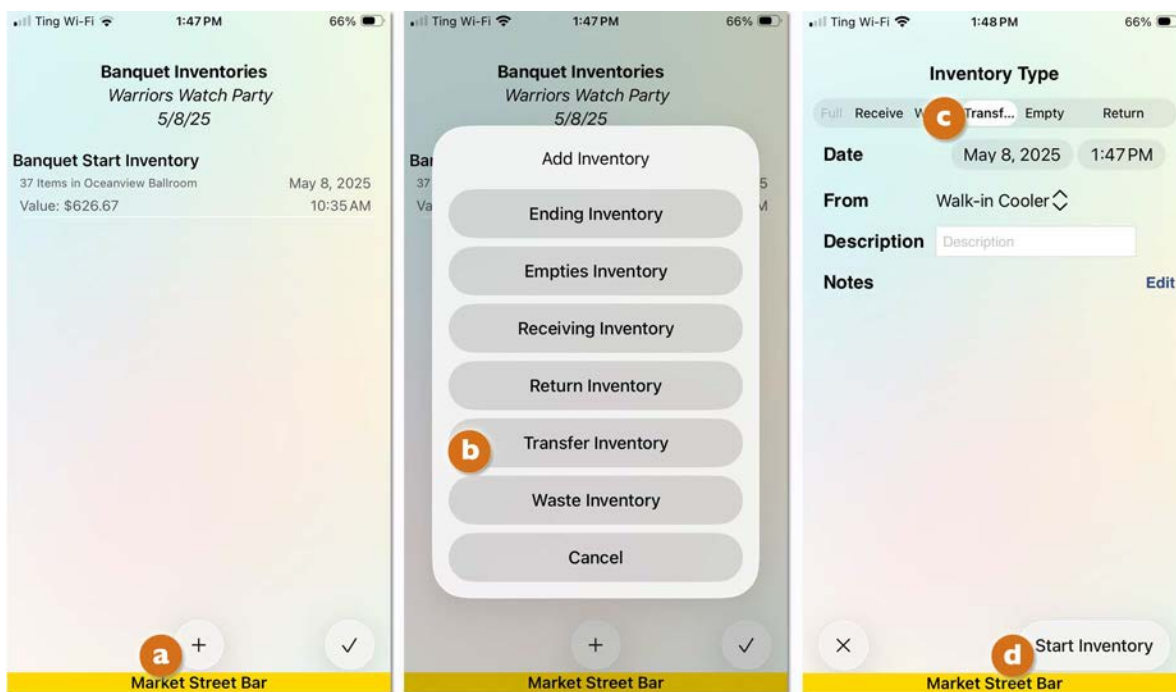 Ting Wi-Fi 1:47 PM 66%
Banquet Inventories
Warriors Watch Party
5/8/25
Banquet Start Inventory
37 Items in Oceanview Ballroom May 8, 2025
Value: $626.67 10:35 AM
a +
Market Street Bar
Ting Wi-Fi 1:47 PM 66%
Banquet Inventories
Warriors Watch Party
5/8/25
Add Inventory
Ending Inventory
Empties Inventory
Receiving Inventory
Return Inventory
b Transfer Inventory
Waste Inventory
Cancel
+
Market Street Bar
Ting Wi-Fi 1:48 PM 66%
Inventory Type
Full Receive c Transf... Empty Return
Date May 8, 2025 1:47 PM
From Walk-in Cooler
Description Description
Notes Edit
d Start Inventory
Market Street Bar